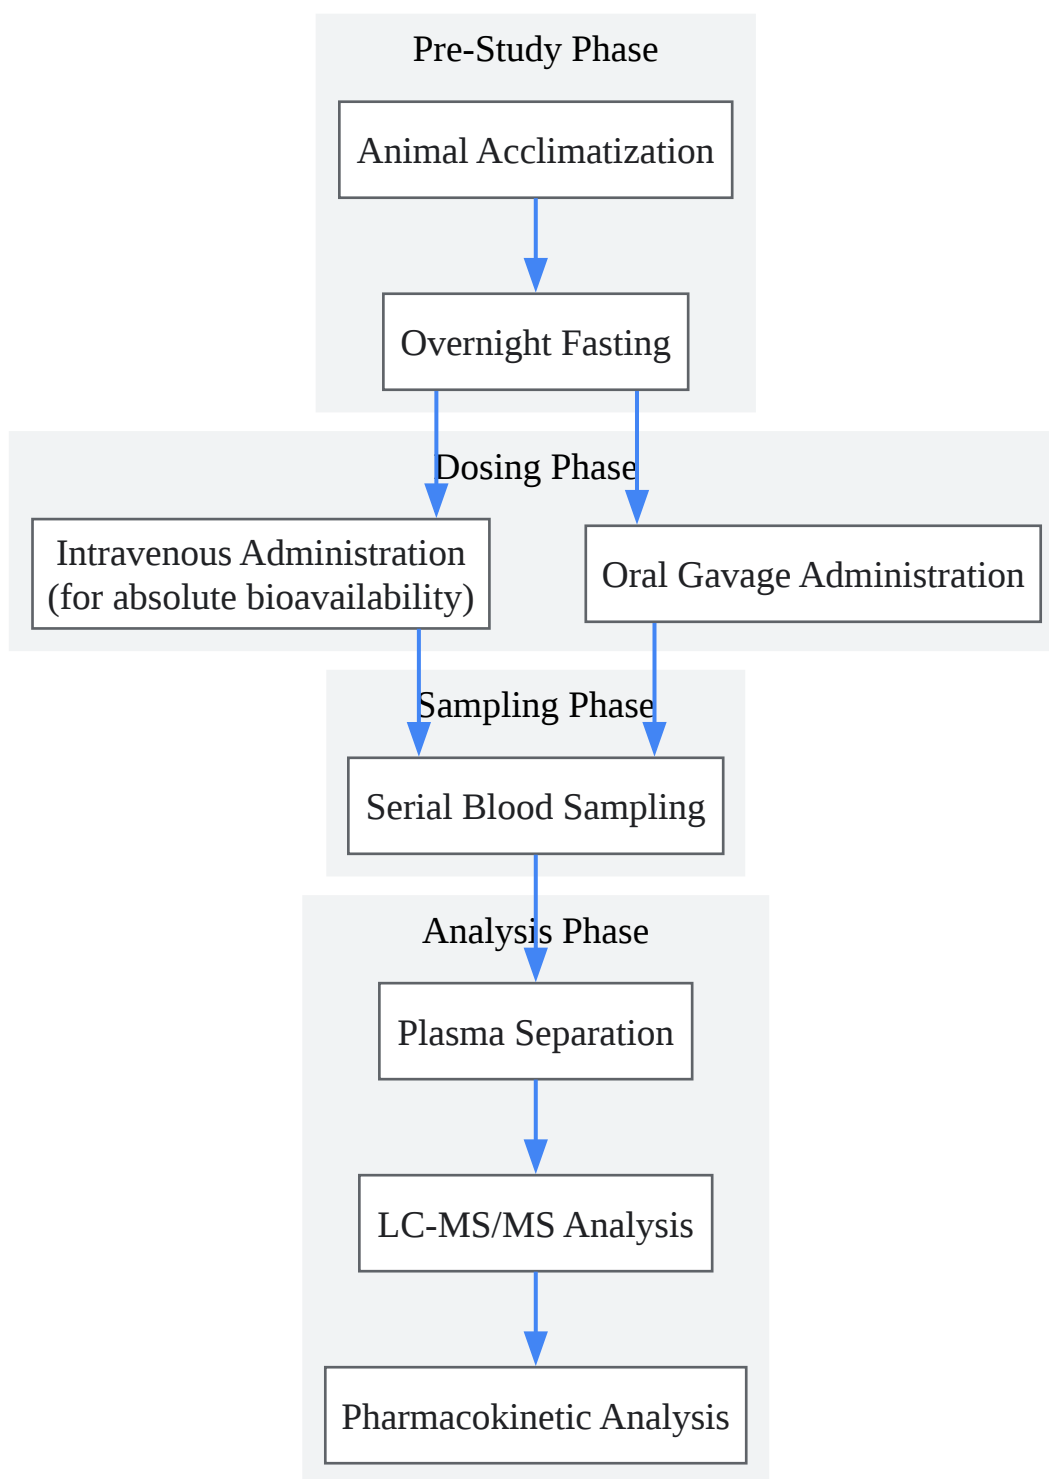 Pre-Study Phase
Animal Acclimatization
Overnight Fasting
Dosing Phase
Intravenous Administration
(for absolute bioavailability)
Oral Gavage Administration
Sampling Phase
Serial Blood Sampling
Analysis Phase
Plasma Separation
LC-MS/MS Analysis
Pharmacokinetic Analysis